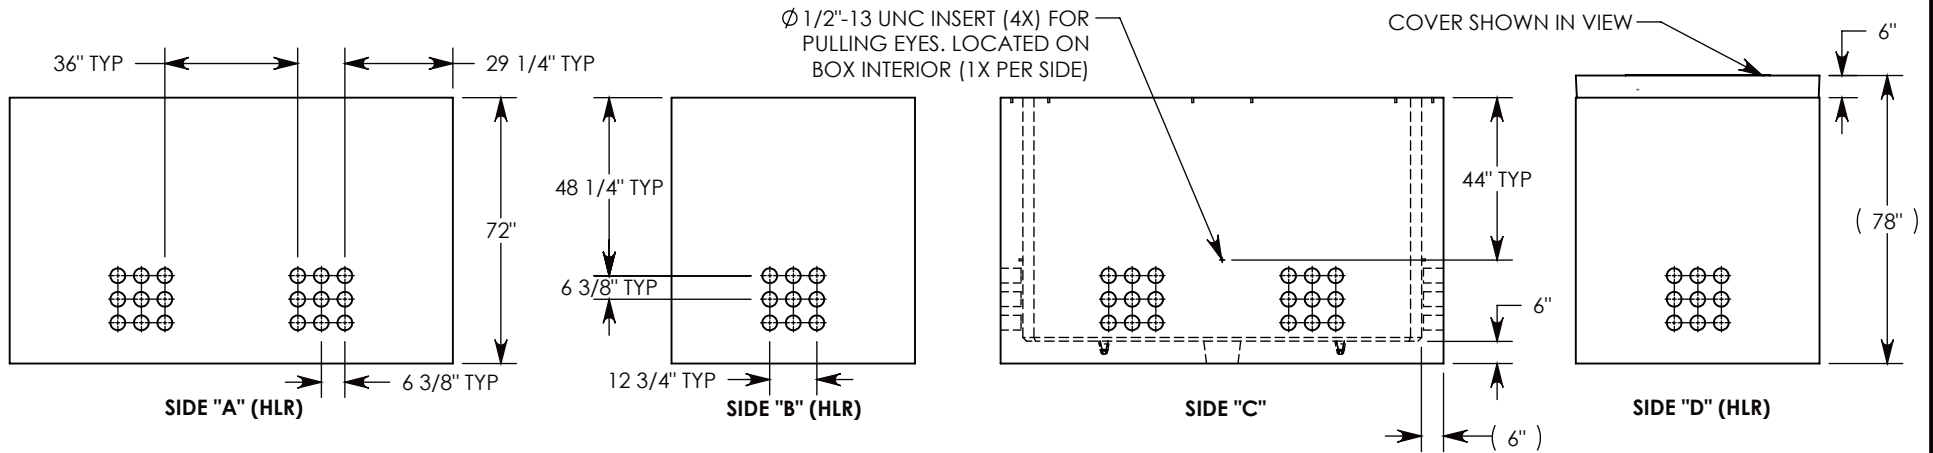 36" TYP
29 1/4" TYP
72"
6 3/8" TYP
SIDE "A" (HLR)
48 1/4" TYP
6 3/8" TYP
12 3/4" TYP
SIDE "B" (HLR)
Ø 1/2"-13 UNC INSERT (4X) FOR
PULLING EYES. LOCATED ON
BOX INTERIOR (1X PER SIDE)
44" TYP
6"
SIDE "C"
( 6" )
COVER SHOWN IN VIEW
6"
( 78" )
SIDE "D" (HLR)